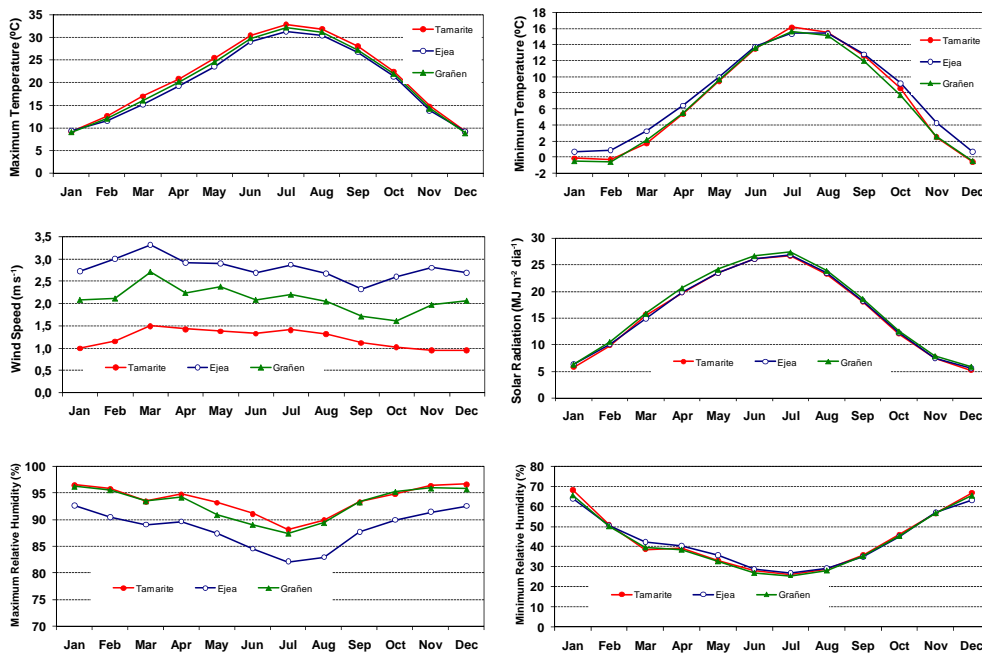 Maximum Temperature (ºC)
35
30
25
20
15
10
5
0
Tamarite
Ejea
Grañen
Jan Feb Mar Apr May Jun Jul Aug Sep Oct Nov Dec
Minimum Temperature (ºC)
18
16
14
12
10
8
6
4
2
0
-2
Tamarite
Ejea
Grañen
Jan Feb Mar Apr May Jun Jul Aug Sep Oct Nov Dec
Wind Speed (m s⁻¹)
3,5
3,0
2,5
2,0
1,5
1,0
0,5
0,0
Tamarite Ejea Grañen
Jan Feb Mar Apr May Jun Jul Aug Sep Oct Nov Dec
Solar Radiation (MJ m⁻² dia⁻¹)
30
25
20
15
10
5
0
Tamarite Ejea Grañen
Jan Feb Mar Apr May Jun Jul Aug Sep Oct Nov Dec
Maximum Relative Humidity (%)
100
95
90
85
80
75
70
Tamarite Ejea Grañen
Jan Feb Mar Apr May Jun Jul Aug Sep Oct Nov Dec
Minimum Relative Humidity (%)
80
70
60
50
40
30
20
10
0
Tamarite Ejea Grañen
Jan Feb Mar Apr May Jun Jul Aug Sep Oct Nov Dec